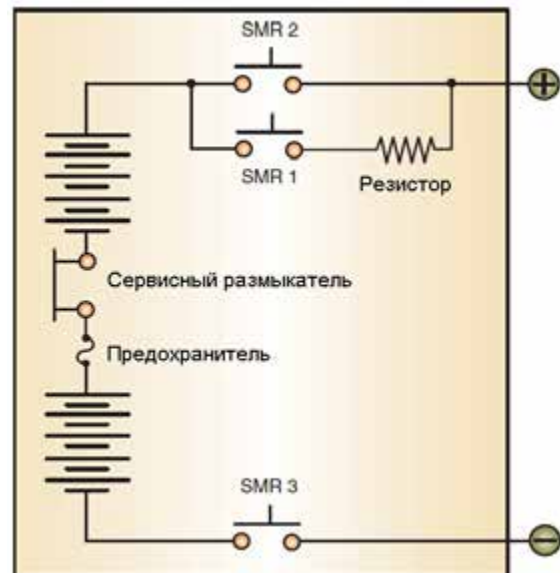 SMR 2
SMR 1
Резистор
Сервисный размыкатель
Предохранитель
SMR 3